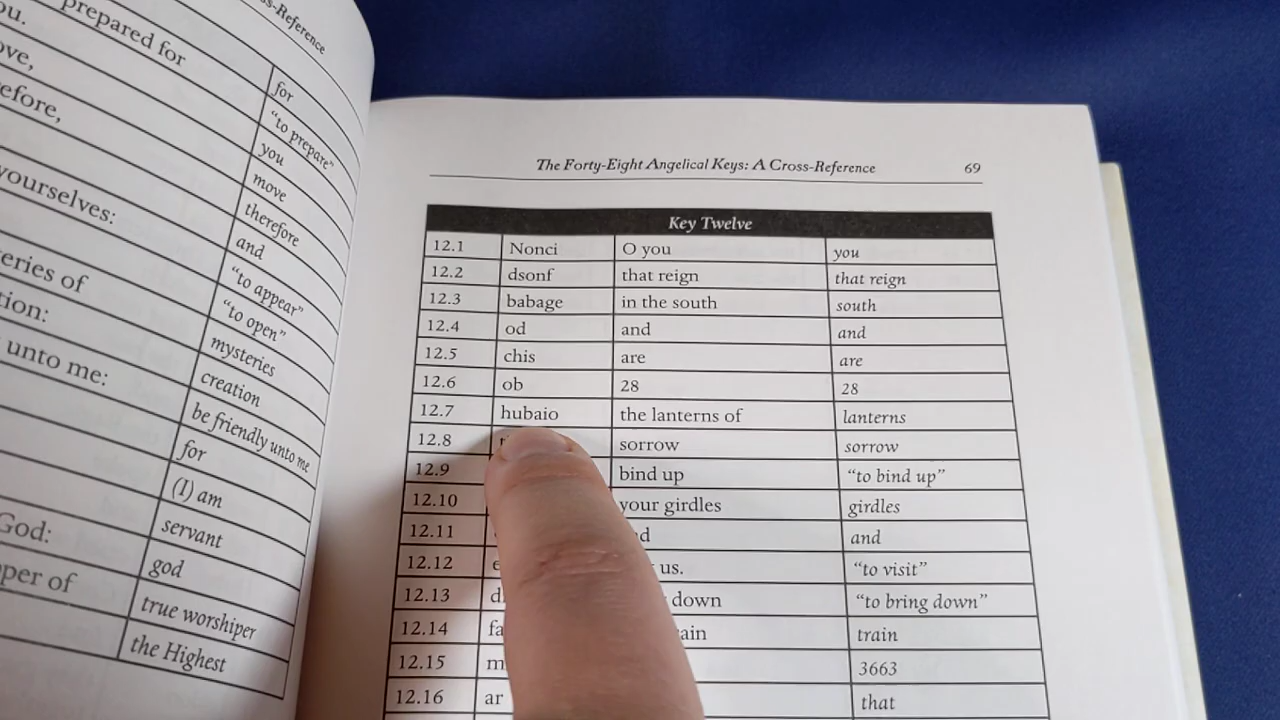 ss-Reference
ou.
prepared for
for
"to prepare"
ove,
you
efore,
move
therefore
yourselves:
and
"to appear"
eries of
"to open"
tion:
mysteries
unto me:
creation
be friendly unto me
for
(I) am
servant
God:
god
per of
true worshiper
the Highest
The Forty-Eight Angelical Keys: A Cross-Reference 69
Key Twelve
12.1 Nonci O you you
12.2 dsonf that reign that reign
12.3 babage in the south south
12.4 od and and
12.5 chis are are
12.6 ob 28 28
12.7 hubaio the lanterns of lanterns
12.8 sorrow sorrow
12.9 bind up "to bind up"
12.10 your girdles girdles
12.11 and
12.12 us. "to visit"
12.13 down "to bring down"
12.14 fa train
12.15 m 3663
12.16 ar that